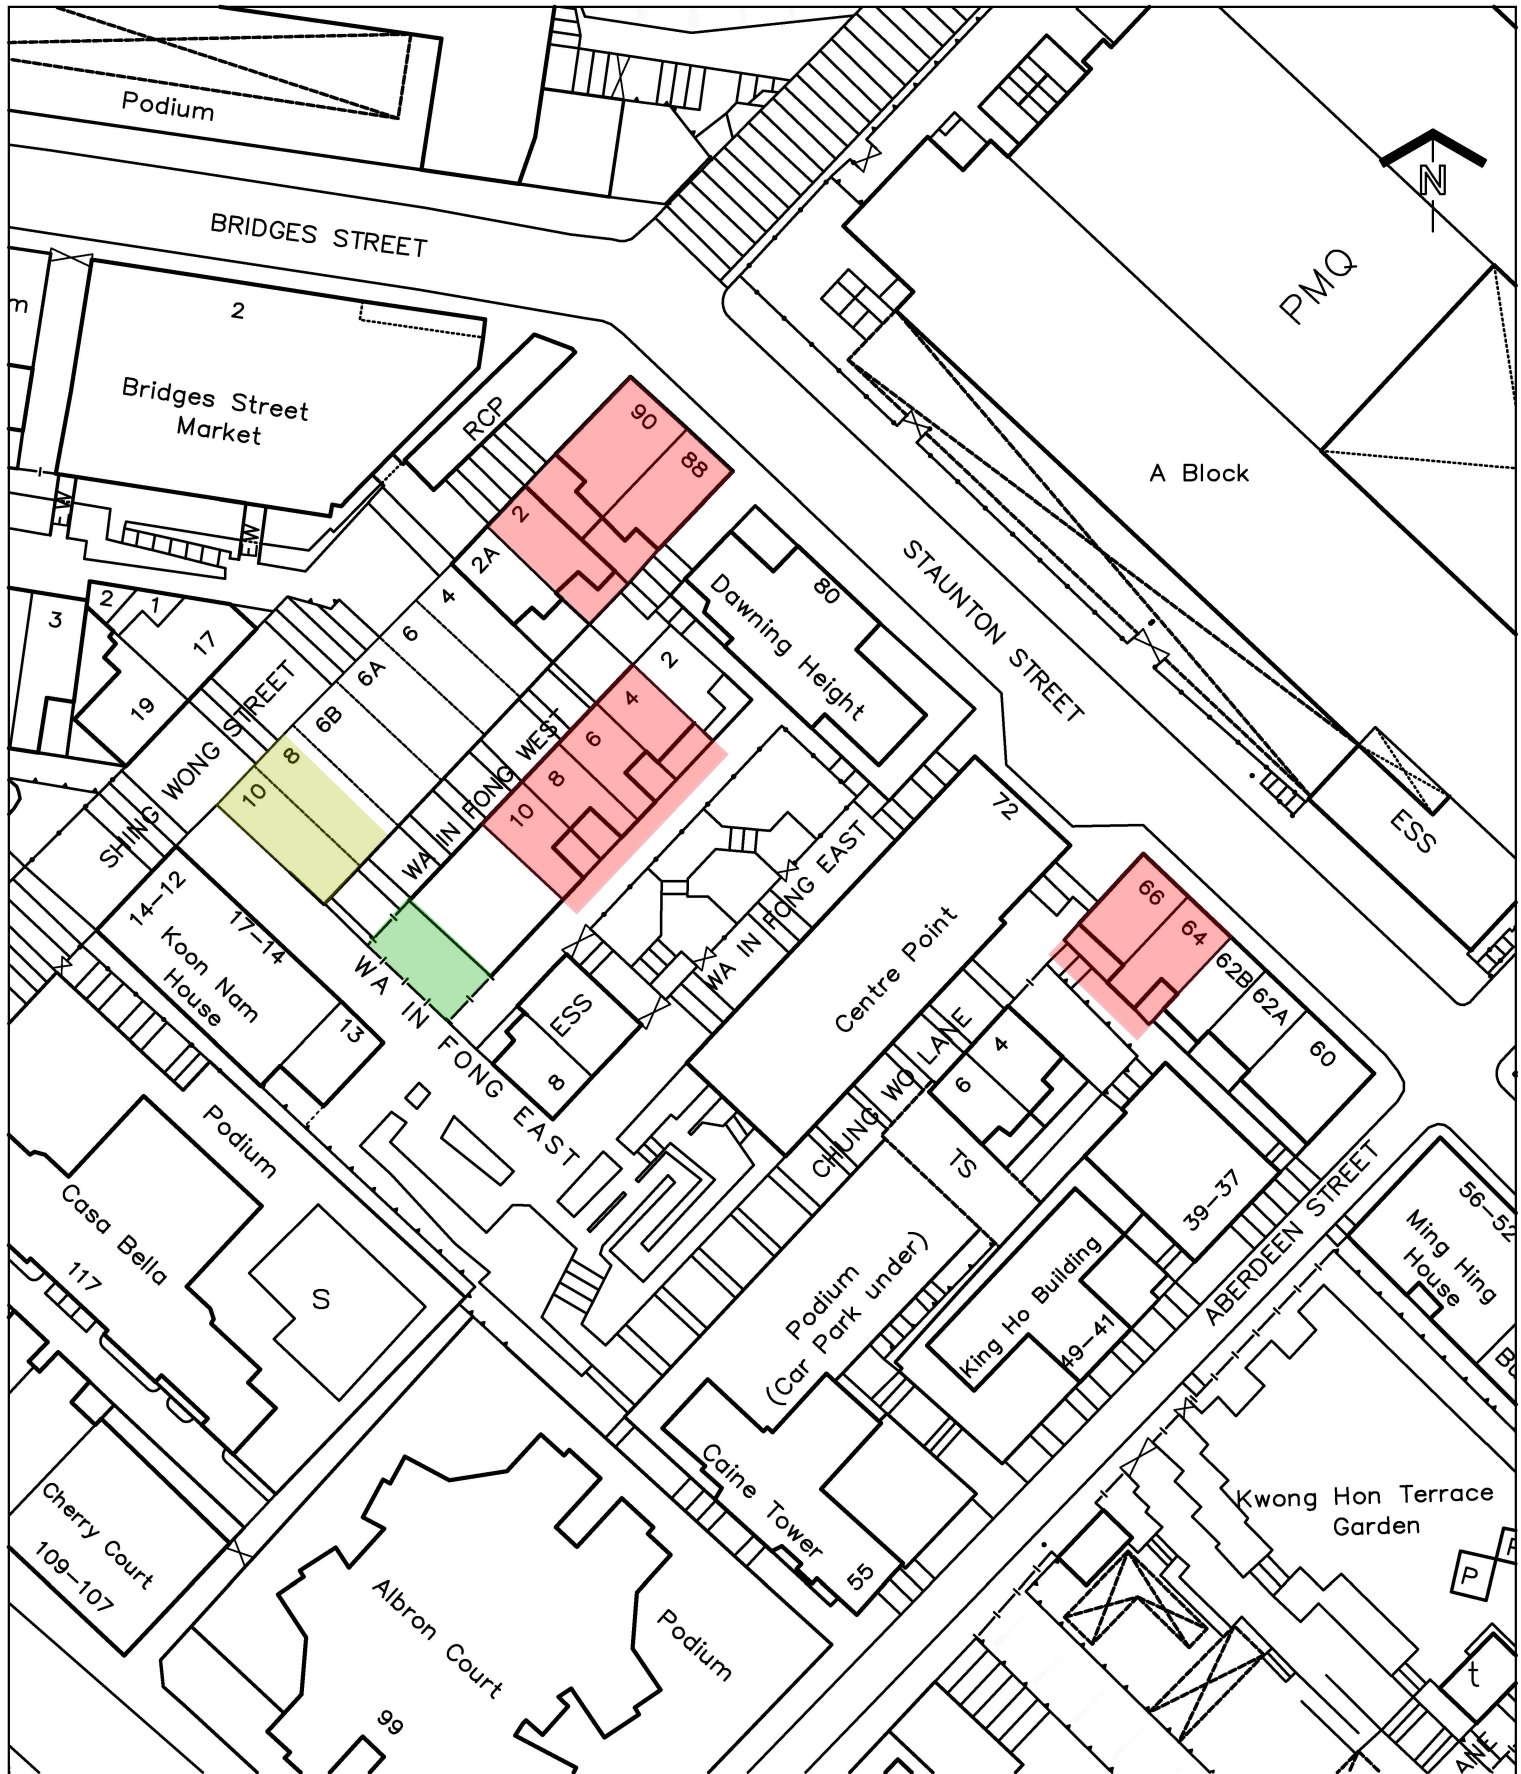 Podium
BRIDGES STREET
N
PMQ
m
2
Bridges Street
Market
RCP
90
88
2
2A
4
6
6A
6B
8
10
EW
EW
A Block
3
2
1
17
19
SHING WONG STREET
STAUNTON STREET
80
Dawning Height
2
4
6
8
10
WA IN FONG WEST
72
ESS
14-12
17-14
Koon Nam
House
13
WA IN FONG EAST
WA IN FONG EAST
ESS
8
Centre Point
66
64
62B
62A
60
CHUNG WO LANE
4
6
TS
39-37
ABERDEEN STREET
56-52
Ming Hing
House
Podium
Casa Bella
117
S
Podium
(Car Park under)
King Ho Building
49-41
Caine Tower
55
Kwong Hon Terrace
Garden
P
t
Cherry Court
109-107
Albron Court
99
Podium